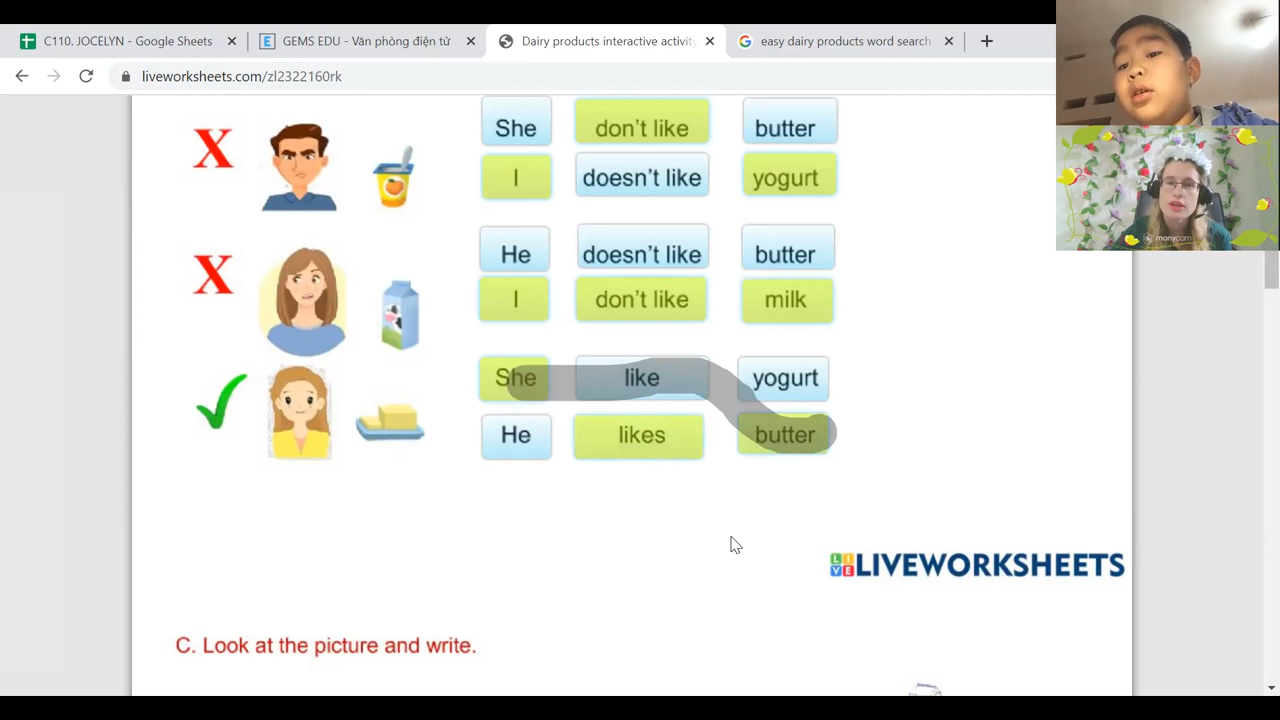 C110. JOCELYN - Google Sheets
GEMS EDU - Văn phòng điện tử
Dairy products interactive activity
easy dairy products word search
liveworksheets.com/zl2322160rk
X She don't like butter
I doesn't like yogurt
X He doesn't like butter
I don't like milk
She like yogurt
He likes butter
LIVEWORKSHEETS
C. Look at the picture and write.
manycam